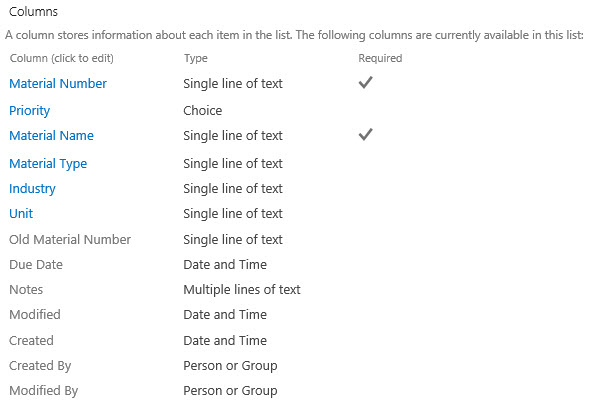 Columns
A column stores information about each item in the list. The following columns are currently available in this list:
Column (click to edit) Type Required
Material Number Single line of text
Priority Choice
Material Name Single line of text
Material Type Single line of text
Industry Single line of text
Unit Single line of text
Old Material Number Single line of text
Due Date Date and Time
Notes Multiple lines of text
Modified Date and Time
Created Date and Time
Created By Person or Group
Modified By Person or Group